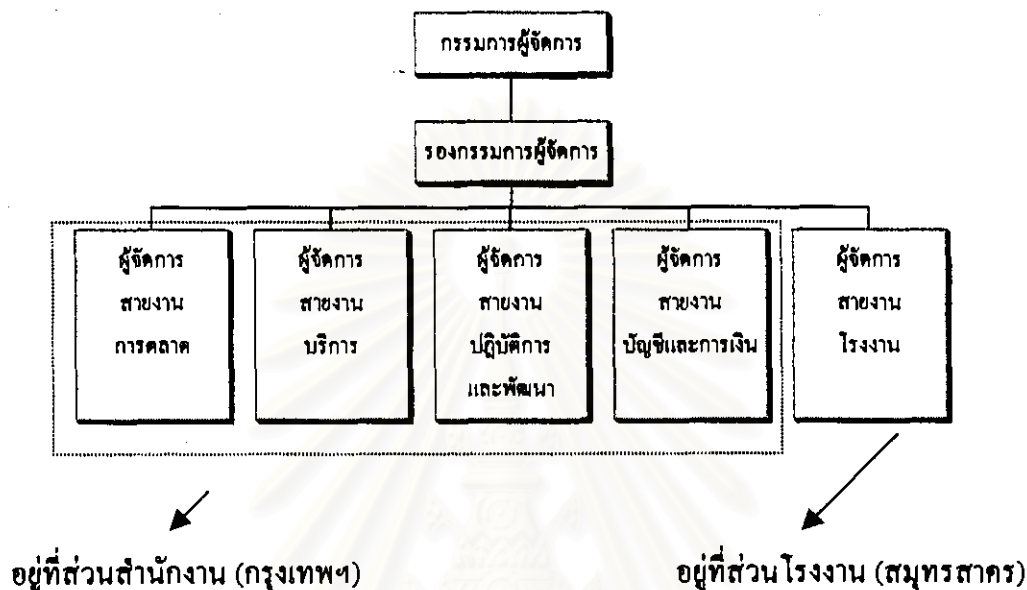 กรรมการผู้จัดการ
รองกรรมการผู้จัดการ
ผู้จัดการ
สายงาน
การตลาด
ผู้จัดการ
สายงาน
บริการ
ผู้จัดการ
สายงาน
ปฏิบัติการ
และพัฒนา
ผู้จัดการ
สายงาน
บัญชีและการเงิน
ผู้จัดการ
สายงาน
โรงงาน
อยู่ที่ส่วนสำนักงาน (กรุงเทพฯ)
อยู่ที่ส่วนโรงงาน (สมุทรสาคร)